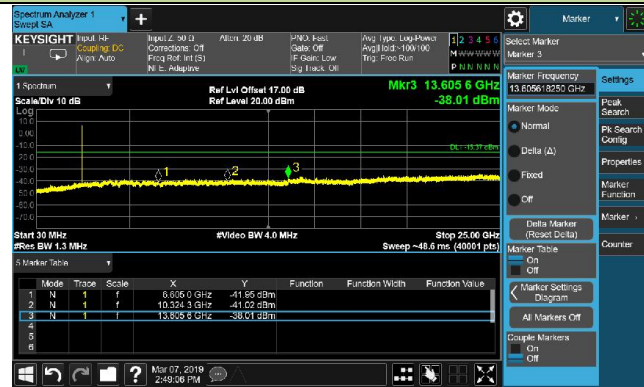 Spectrum Analyzer 1
Swept SA
+
Marker
KEYSIGHT
Input: RF
Coupling: DC
Align: Auto
Input Z: 50 Ω
Corrections: Off
Freq Ref: Int (S)
NFE: Adaptive
Atten: 20 dB
PNO: Fast
Gate: Off
IF Gain: Low
Sig Track: Off
Avg Type: Log-Power
Avg|Hold:>100/100
Trig: Free Run
1 2 3 4 5 6
M W W W W W
P N N N N N
Select Marker
Marker 3
1 Spectrum
Scale/Div 10 dB
Ref Lvl Offset 17.00 dB
Ref Level 20.00 dBm
Mkr3 13.605 6 GHz
-38.01 dBm
Log
10.0
0.00
-10.0
-20.0
-30.0
-40.0
-50.0
-60.0
-70.0
DL1 -15.37 dBm
1
2
3
Start 30 MHz
#Res BW 1.3 MHz
#Video BW 4.0 MHz
Stop 25.00 GHz
Sweep ~48.6 ms (40001 pts)
5 Marker Table
Mode Trace Scale X Y Function Function Width Function Value
1 N 1 f 6.605 0 GHz -41.95 dBm
2 N 1 f 10.324 3 GHz -41.02 dBm
3 N 1 f 13.605 6 GHz -38.01 dBm
4
5
6
Marker Frequency
13.605618250 GHz
Marker Mode
Normal
Delta (Δ)
Fixed
Off
Delta Marker
(Reset Delta)
Marker Table
On
Off
Marker Settings
Diagram
All Markers Off
Couple Markers
On
Off
Settings
Peak
Search
Pk Search
Config
Properties
Marker
Function
Marker
Counter
?
Mar 07, 2019
2:49:06 PM